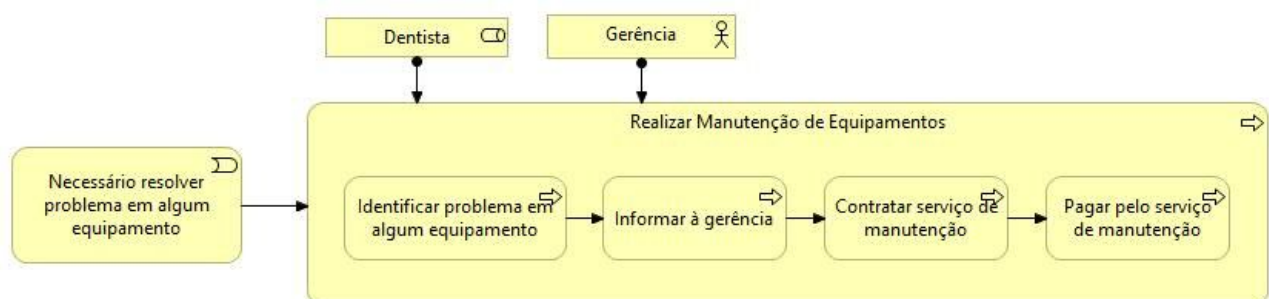 Dentista
Gerência
Realizar Manutenção de Equipamentos
Necessário resolver
problema em algum
equipamento
Identificar problema em
algum equipamento
Informar à gerência
Contratar serviço de
manutenção
Pagar pelo serviço
de manutenção